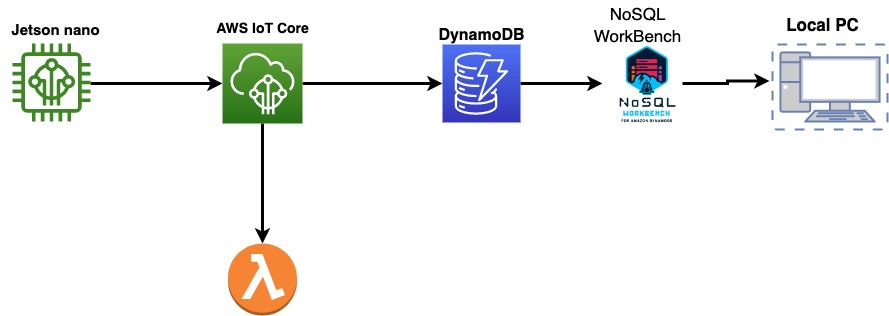 Jetson nano
AWS IoT Core
DynamoDB
NoSQL
WorkBench
NoSQL
WORKBENCH
FOR AMAZON DYNAMODB
Local PC
λ